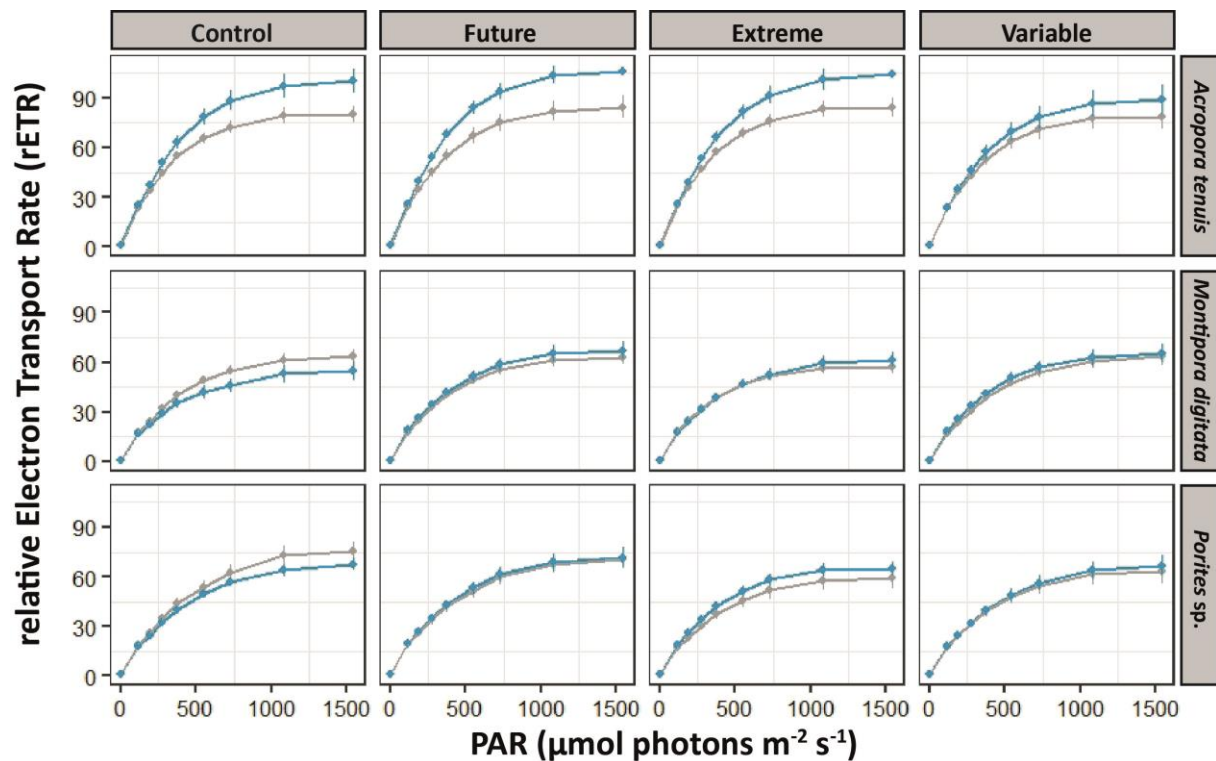 Control Future Extreme Variable
relative Electron Transport Rate (rETR)
90
60
30
0
Acropora tenuis
90
60
30
0
Montipora digitata
90
60
30
0
Porites sp.
0 500 1000 1500 0 500 1000 1500 0 500 1000 1500 0 500 1000 1500
PAR (µmol photons m⁻² s⁻¹)